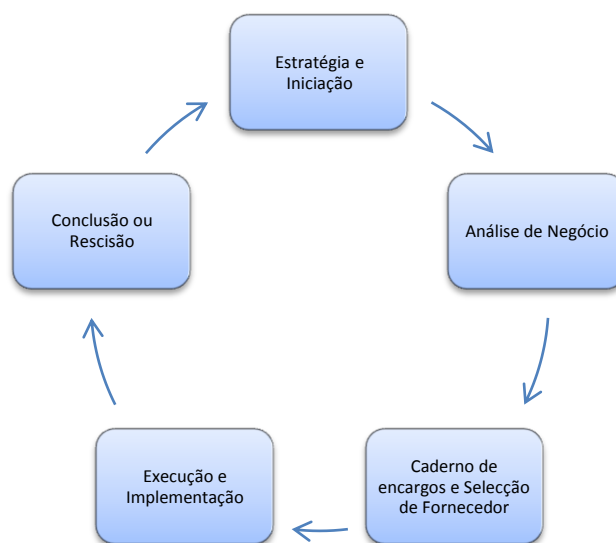 Estratégia e
Iniciação
Análise de Negócio
Caderno de
encargos e Selecção
de Fornecedor
Execução e
Implementação
Conclusão ou
Rescisão